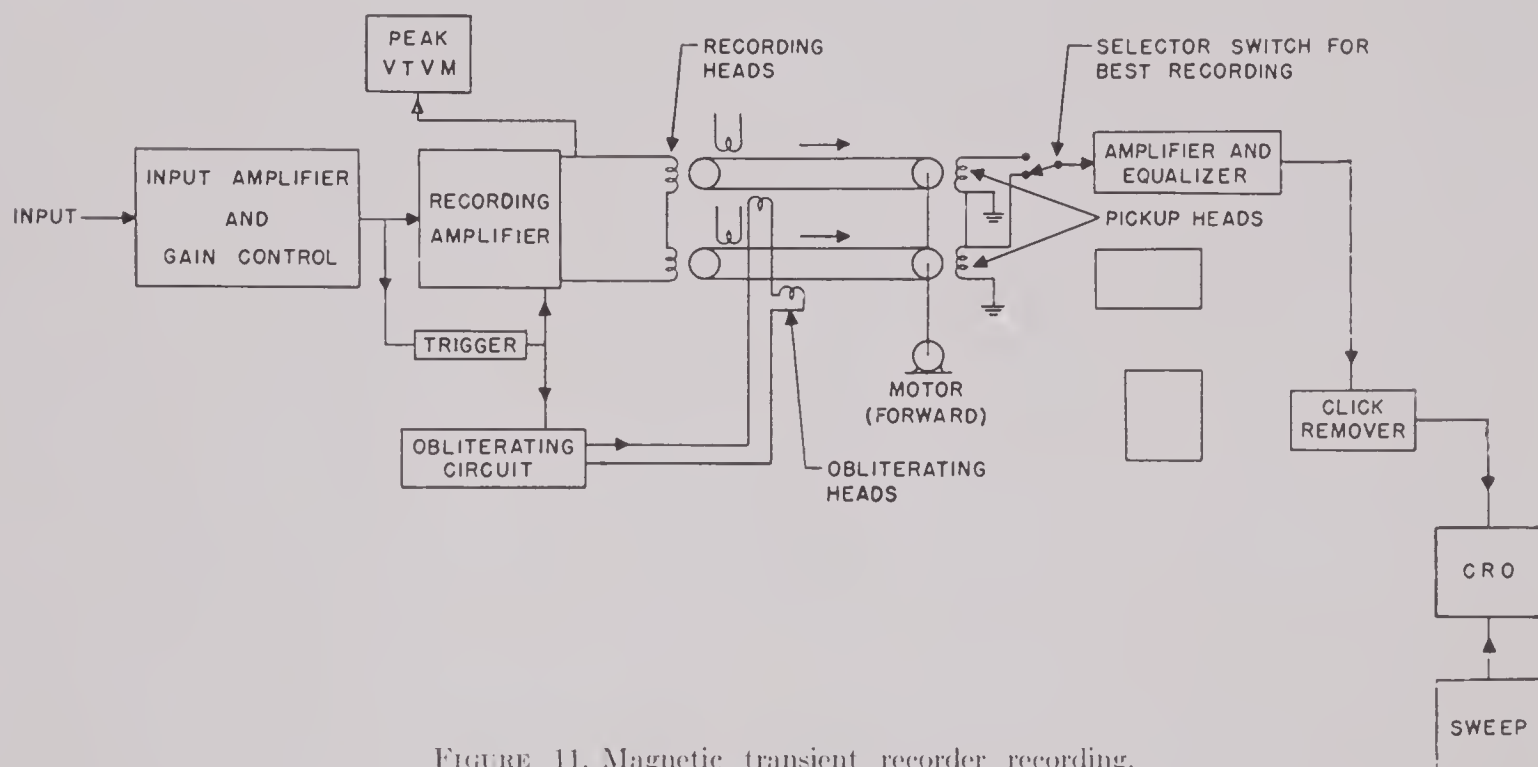 PEAK
VTVM
RECORDING
HEADS
SELECTOR SWITCH FOR
BEST RECORDING
INPUT AMPLIFIER
AND
GAIN CONTROL
INPUT
RECORDING
AMPLIFIER
AMPLIFIER AND
EQUALIZER
PICKUP HEADS
TRIGGER
MOTOR
(FORWARD)
OBLITERATING
CIRCUIT
OBLITERATING
HEADS
CLICK
REMOVER
CRO
SWEEP
FIGURE 11. Magnetic transient recorder recording.